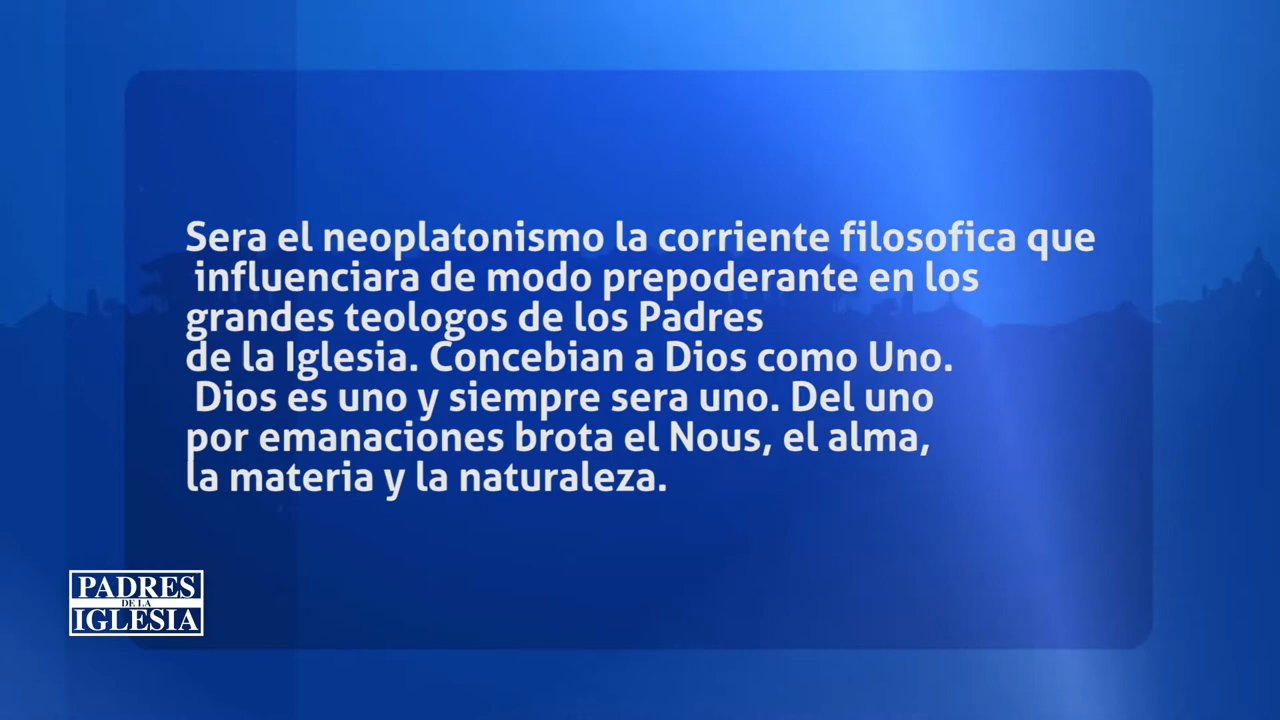 Sera el neoplatonismo la corriente filosofica que
influenciara de modo prepoderante en los
grandes teologos de los Padres
de la Iglesia. Concebian a Dios como Uno.
Dios es uno y siempre sera uno. Del uno
por emanaciones brota el Nous, el alma,
la materia y la naturaleza.
PADRES
DE LA
IGLESIA